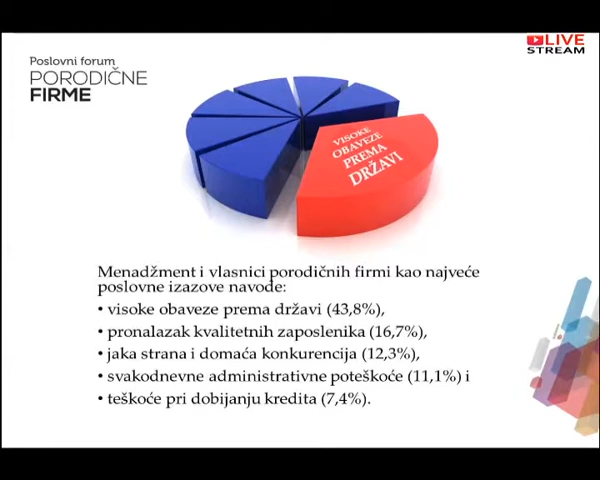 Poslovni forum
PORODIČNE
FIRME
LIVE
STREAM
VISOKE
OBAVEZE
PREMA
DRŽAVI
Menadžment i vlasnici porodičnih firmi kao najveće
poslovne izazove navode:
• visoke obaveze prema državi (43,8%),
• pronalazak kvalitetnih zaposlenika (16,7%),
• jaka strana i domaća konkurencija (12,3%),
• svakodnevne administrativne poteškoće (11,1%) i
• teškoće pri dobijanju kredita (7,4%).